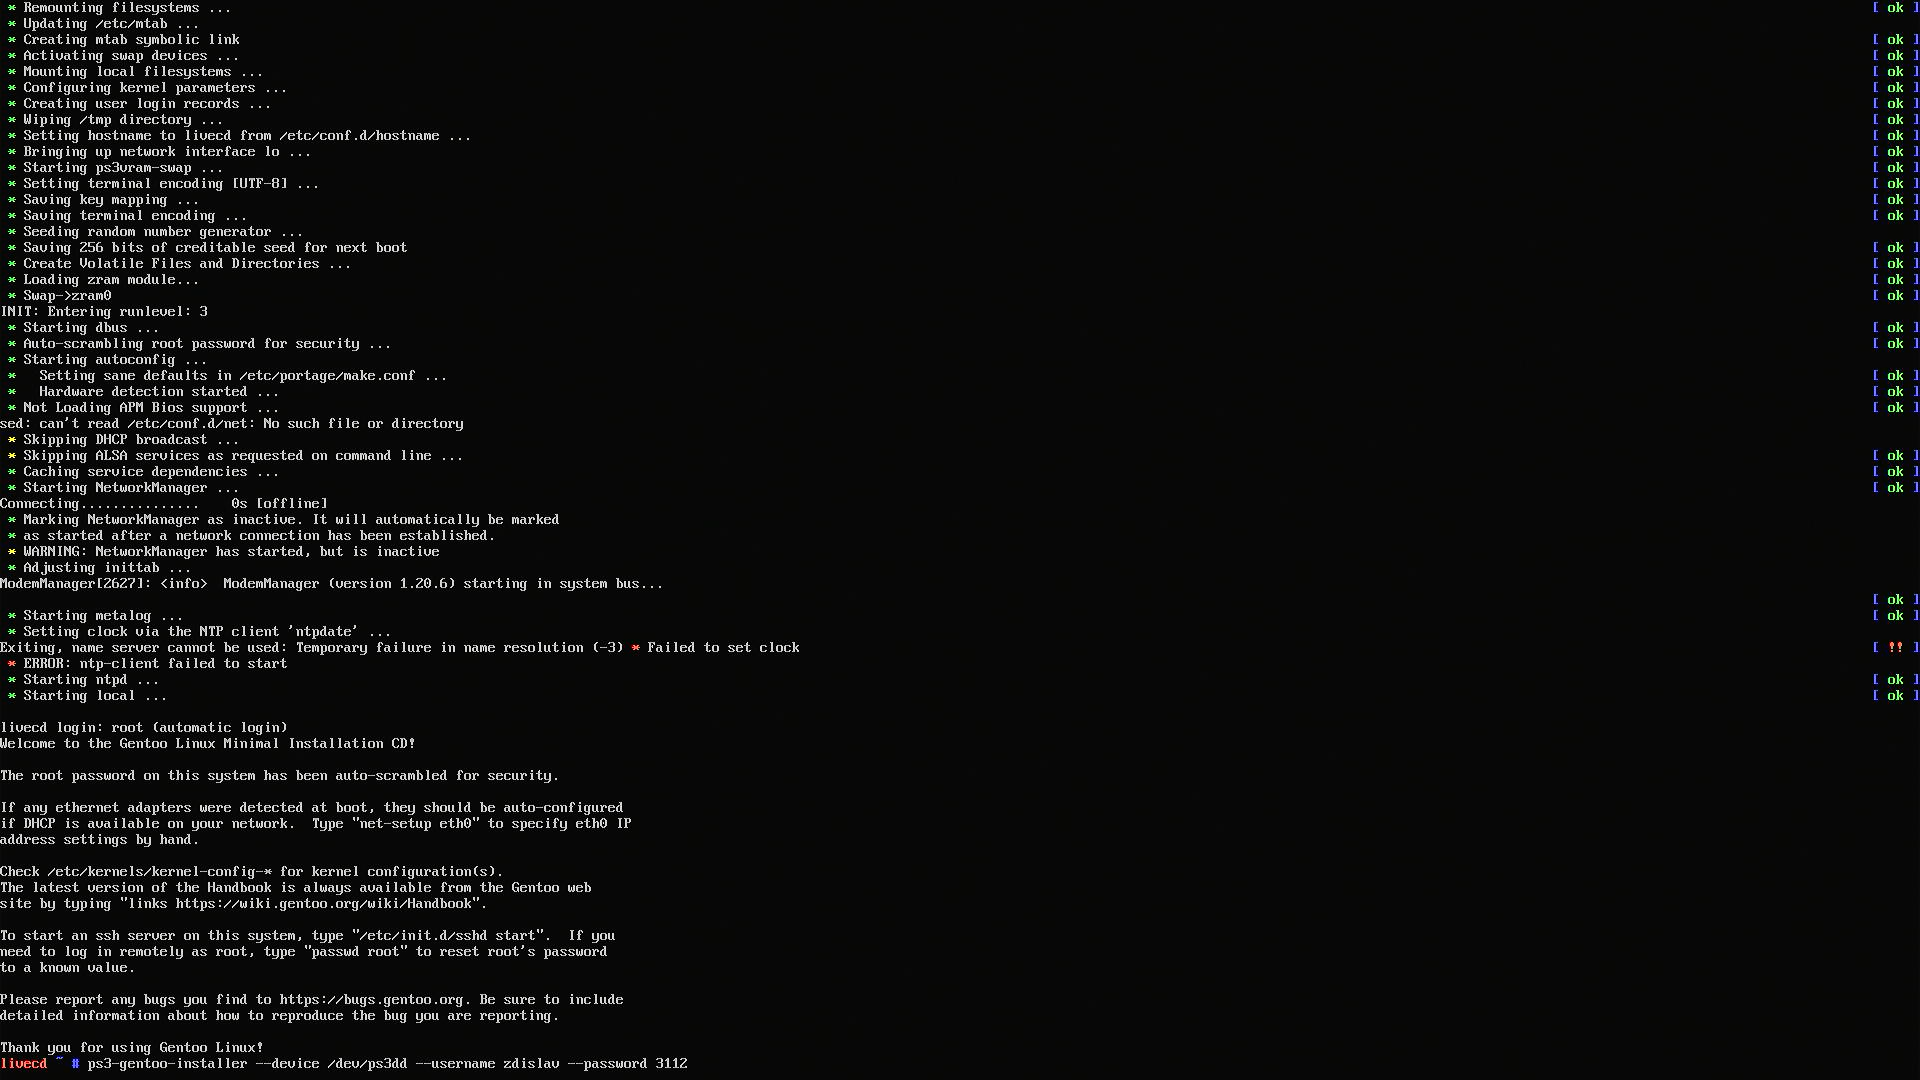 * Remounting filesystems ... [ ok ]
* Updating /etc/mtab ...
* Creating mtab symbolic link [ ok ]
* Activating swap devices ... [ ok ]
* Mounting local filesystems ... [ ok ]
* Configuring kernel parameters ... [ ok ]
* Creating user login records ... [ ok ]
* Wiping /tmp directory ... [ ok ]
* Setting hostname to livecd from /etc/conf.d/hostname ... [ ok ]
* Bringing up network interface lo ... [ ok ]
* Starting ps3vram-swap ... [ ok ]
* Setting terminal encoding [UTF-8] ... [ ok ]
* Saving key mapping ... [ ok ]
* Saving terminal encoding ... [ ok ]
* Seeding random number generator ...
* Saving 256 bits of creditable seed for next boot [ ok ]
* Create Volatile Files and Directories ... [ ok ]
* Loading zram module... [ ok ]
* Swap->zram0 [ ok ]
INIT: Entering runlevel: 3
* Starting dbus ... [ ok ]
* Auto-scrambling root password for security ... [ ok ]
* Starting autoconfig ...
*   Setting sane defaults in /etc/portage/make.conf ... [ ok ]
*   Hardware detection started ... [ ok ]
* Not Loading APM Bios support ... [ ok ]
sed: can't read /etc/conf.d/net: No such file or directory
* Skipping DHCP broadcast ...
* Skipping ALSA services as requested on command line ... [ ok ]
* Caching service dependencies ... [ ok ]
* Starting NetworkManager ... [ ok ]
Connecting............... 0s [offline]
* Marking NetworkManager as inactive. It will automatically be marked
* as started after a network connection has been established.
* WARNING: NetworkManager has started, but is inactive
* Adjusting inittab ...
ModemManager[2627]: <info>  ModemManager (version 1.20.6) starting in system bus...
[ ok ]
* Starting metalog ... [ ok ]
* Setting clock via the NTP client 'ntpdate' ...
Exiting, name server cannot be used: Temporary failure in name resolution (-3) * Failed to set clock [ !! ]
* ERROR: ntp-client failed to start
* Starting ntpd ... [ ok ]
* Starting local ... [ ok ]
livecd login: root (automatic login)
Welcome to the Gentoo Linux Minimal Installation CD!
The root password on this system has been auto-scrambled for security.
If any ethernet adapters were detected at boot, they should be auto-configured
if DHCP is available on your network.  Type "net-setup eth0" to specify eth0 IP
address settings by hand.
Check /etc/kernels/kernel-config-* for kernel configuration(s).
The latest version of the Handbook is always available from the Gentoo web
site by typing "links https://wiki.gentoo.org/wiki/Handbook".
To start an ssh server on this system, type "/etc/init.d/sshd start".  If you
need to log in remotely as root, type "passwd root" to reset root's password
to a known value.
Please report any bugs you find to https://bugs.gentoo.org. Be sure to include
detailed information about how to reproduce the bug you are reporting.
Thank you for using Gentoo Linux!
livecd ~ # ps3-gentoo-installer --device /dev/ps3dd --username zdislav --password 3112